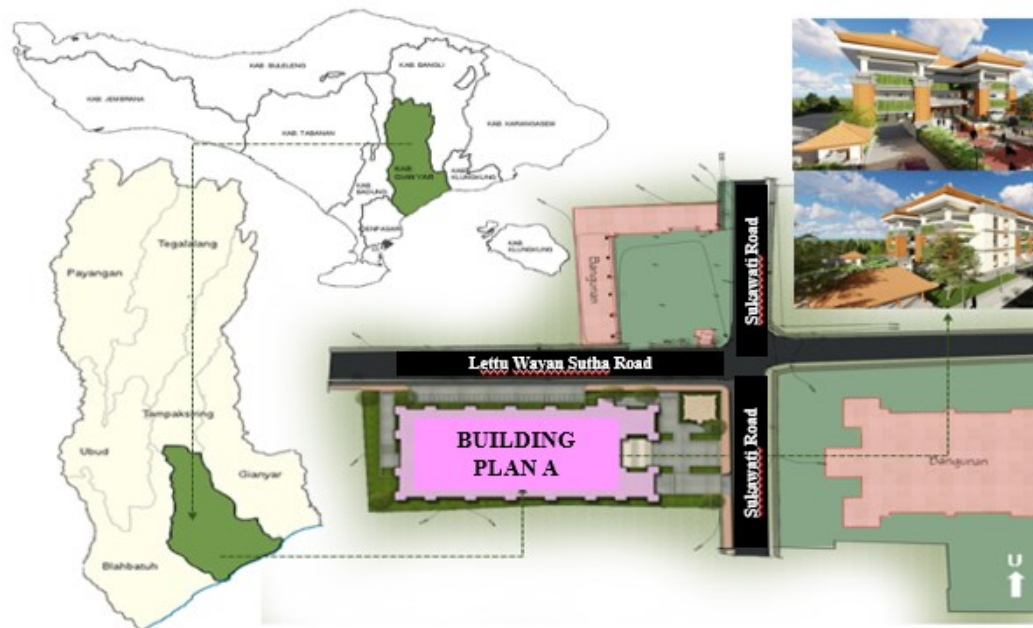 KAB. BULELENG
KAB. BANGLI
KAB. JEMBRANA
KAB. TABANAN
KAB. KARANGASEM
KAB.
GIANYAR
KAB.
KLUNGKUNG
KAB.
BADUNG
DENPASAR
KAB.
KLUNGKUNG
Tegalalang
Payangan
Tampaksiring
Ubud
Gianyar
Blahbatuh
Bangunan
Sukawati Road
Lettu Wayan Sutha Road
BUILDING
PLAN A
Sukawati Road
Bangunan
U